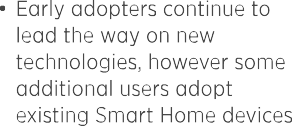 • Early adopters continue to
lead the way on new
technologies, however some
additional users adopt
existing Smart Home devices